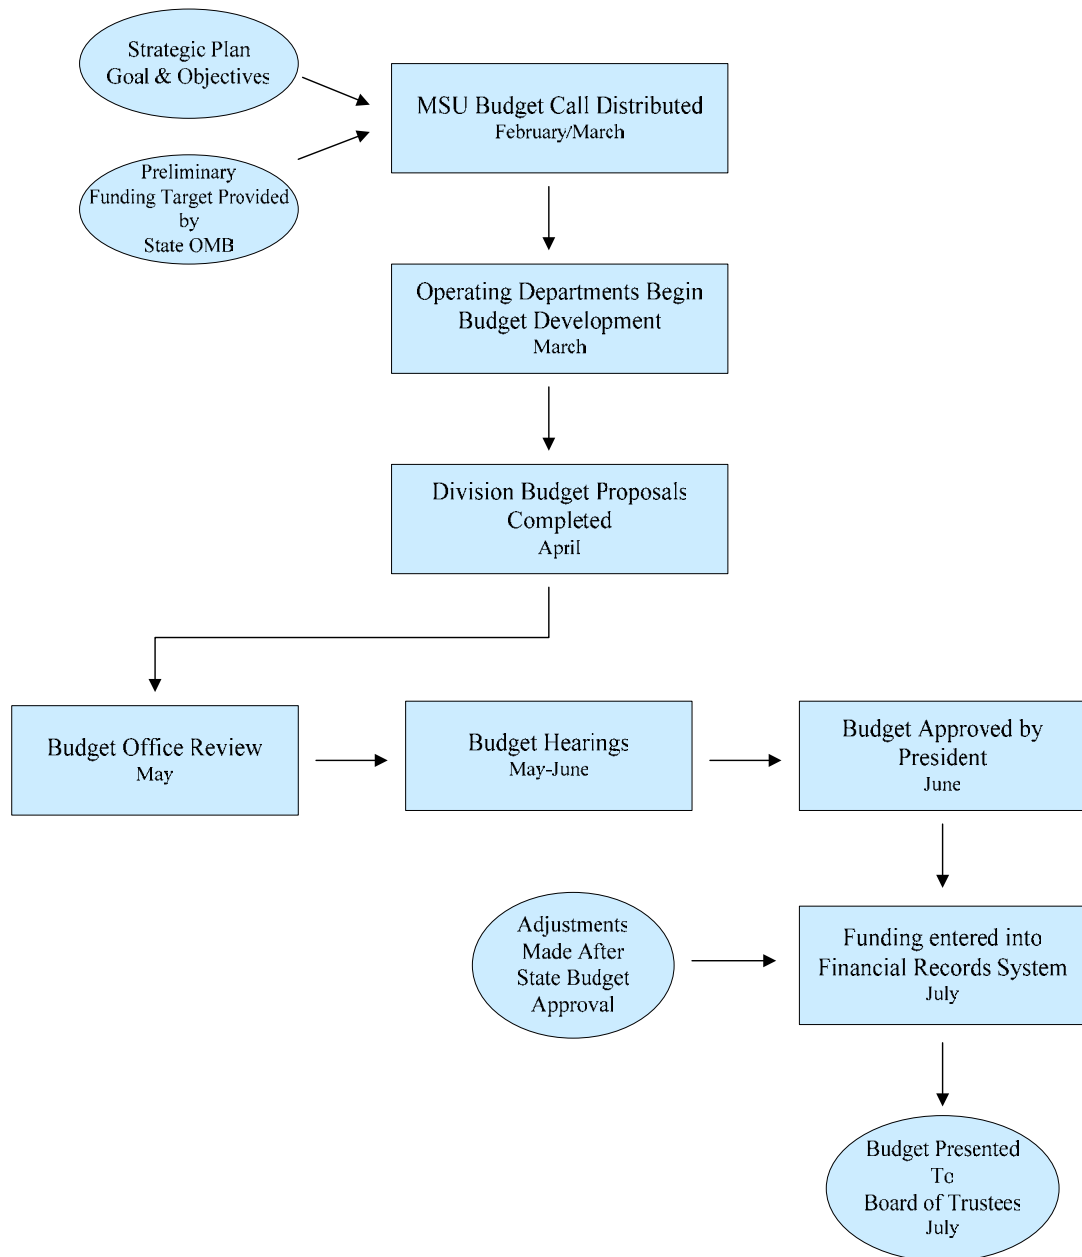 Strategic Plan
Goal & Objectives
MSU Budget Call Distributed
February/March
Preliminary
Funding Target Provided
by
State OMB
Operating Departments Begin
Budget Development
March
Division Budget Proposals
Completed
April
Budget Office Review
May
Budget Hearings
May-June
Budget Approved by
President
June
Adjustments
Made After
State Budget
Approval
Funding entered into
Financial Records System
July
Budget Presented
To
Board of Trustees
July